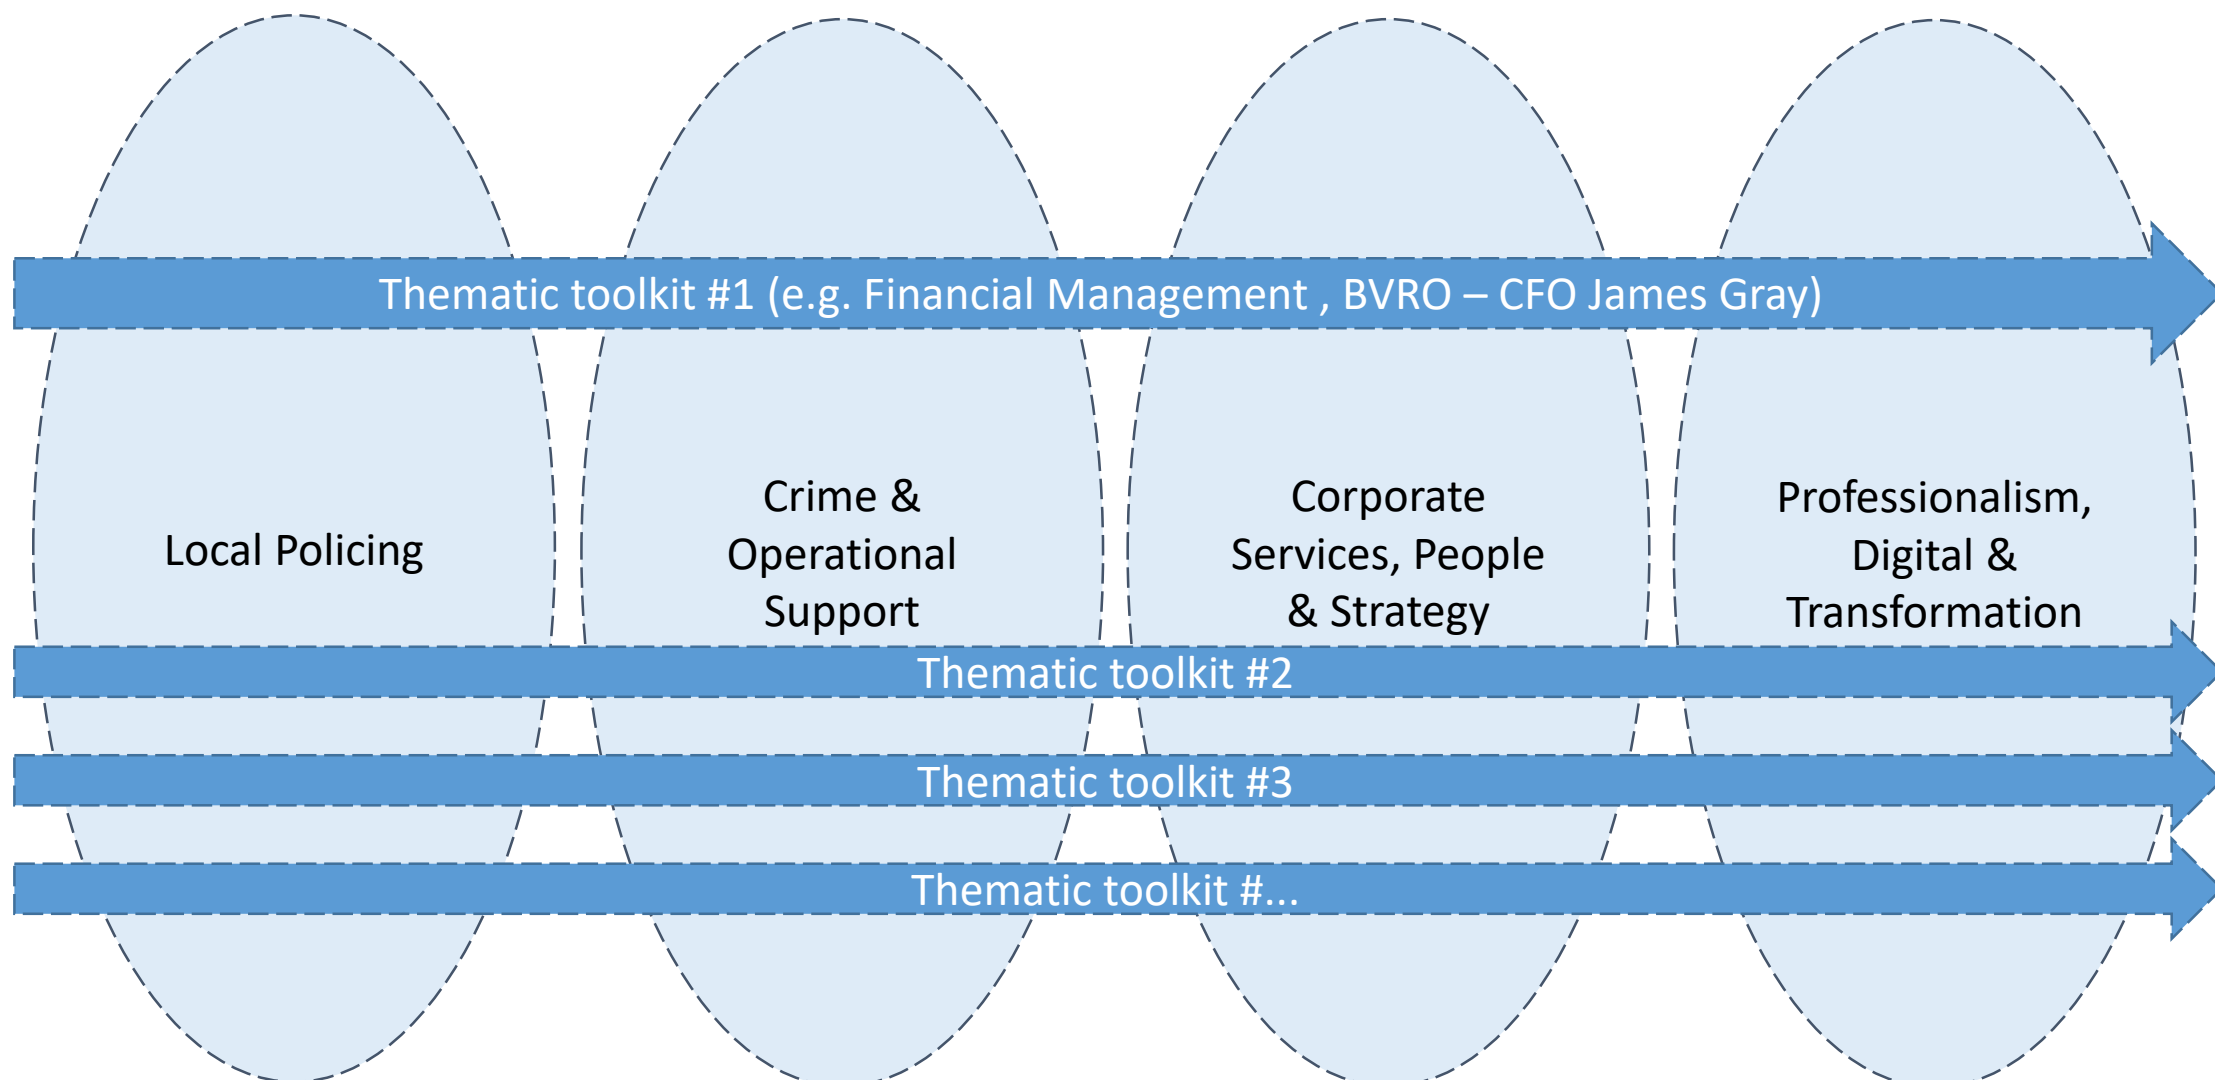 Thematic toolkit #1 (e.g. Financial Management , BVRO – CFO James Gray)
Local Policing
Crime &
Operational
Support
Corporate
Services, People
& Strategy
Professionalism,
Digital &
Transformation
Thematic toolkit #2
Thematic toolkit #3
Thematic toolkit #...